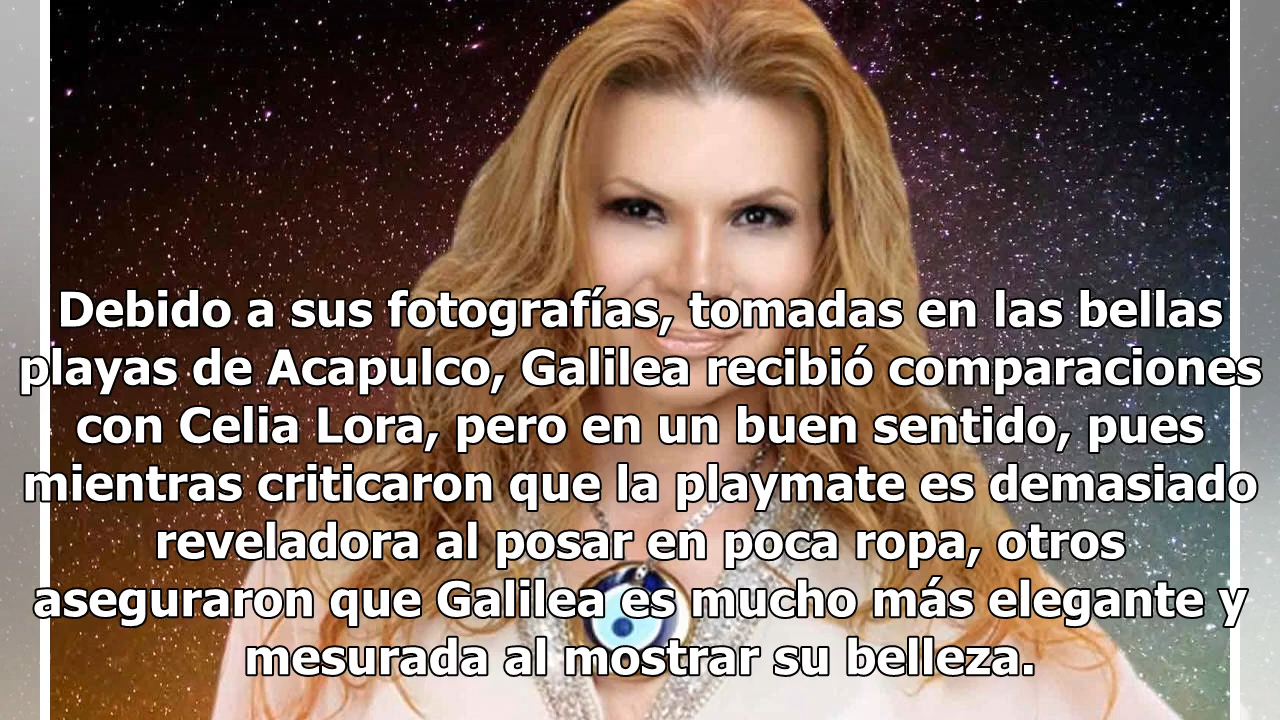 Debido a sus fotografías, tomadas en las bellas
playas de Acapulco, Galilea recibió comparaciones
con Celia Lora, pero en un buen sentido, pues
mientras criticaron que la playmate es demasiado
reveladora al posar en poca ropa, otros
aseguraron que Galilea es mucho más elegante y
mesurada al mostrar su belleza.